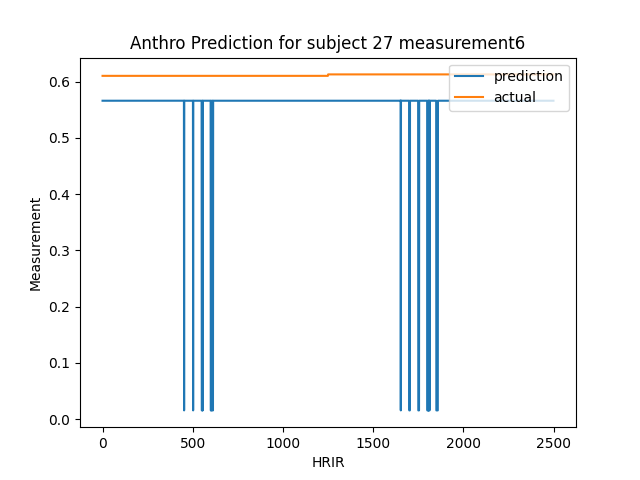 Anthro Prediction for subject 27 measurement6
prediction
actual
0.6
0.5
0.4
0.3
0.2
0.1
0.0
Measurement
0 500 1000 1500 2000 2500
HRIR